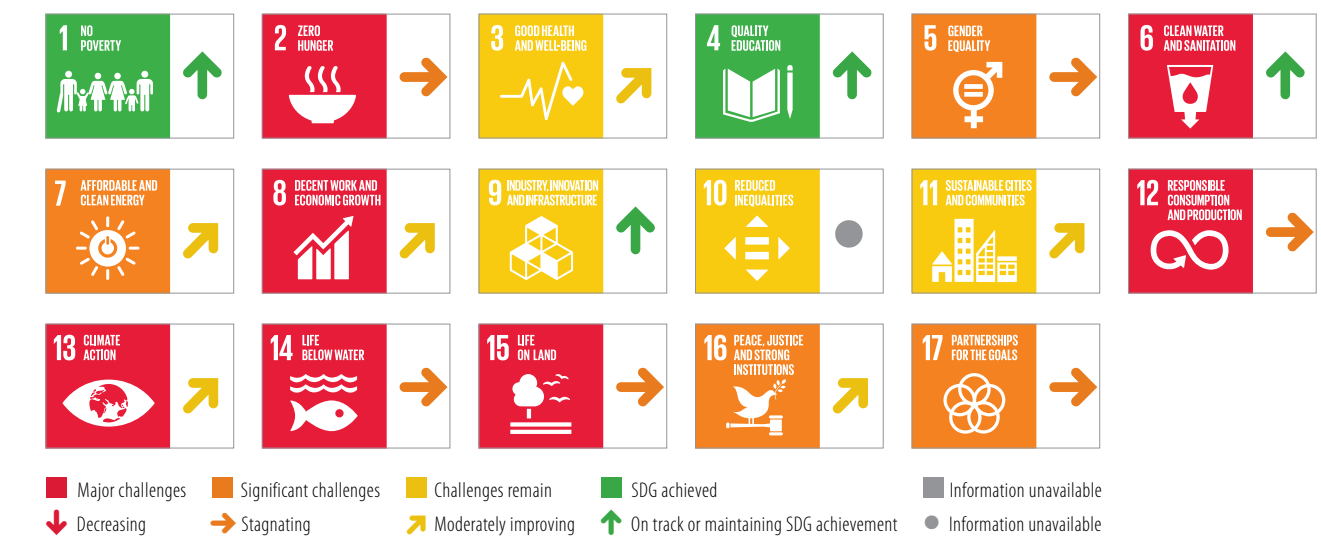 1 NO
POVERTY
2 ZERO
HUNGER
3 GOOD HEALTH
AND WELL-BEING
4 QUALITY
EDUCATION
5 GENDER
EQUALITY
6 CLEAN WATER
AND SANITATION
7 AFFORDABLE AND
CLEAN ENERGY
8 DECENT WORK AND
ECONOMIC GROWTH
9 INDUSTRY, INNOVATION
AND INFRASTRUCTURE
10 REDUCED
INEQUALITIES
11 SUSTAINABLE CITIES
AND COMMUNITIES
12 RESPONSIBLE
CONSUMPTION
AND PRODUCTION
13 CLIMATE
ACTION
14 LIFE
BELOW WATER
15 LIFE
ON LAND
16 PEACE, JUSTICE
AND STRONG
INSTITUTIONS
17 PARTNERSHIPS
FOR THE GOALS
Major challenges
Significant challenges
Challenges remain
SDG achieved
Information unavailable
Decreasing
Stagnating
Moderately improving
On track or maintaining SDG achievement
Information unavailable